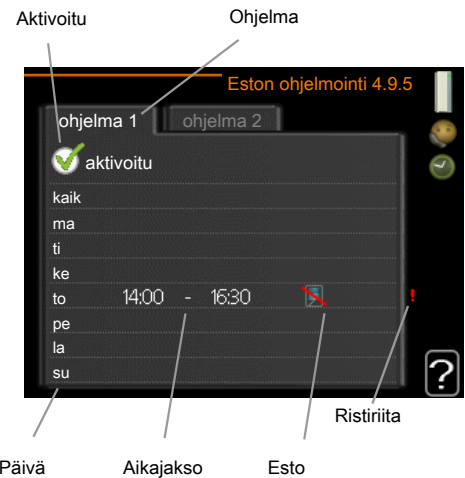 Aktivoitu
Ohjelma
Eston ohjelmointi 4.9.5
ohjelma 1
ohjelma 2
aktivoitu
kaik
ma
ti
ke
to 14:00 - 16:30 !
pe
la
su
?
Ristiriita
Päivä
Aikajakso
Esto